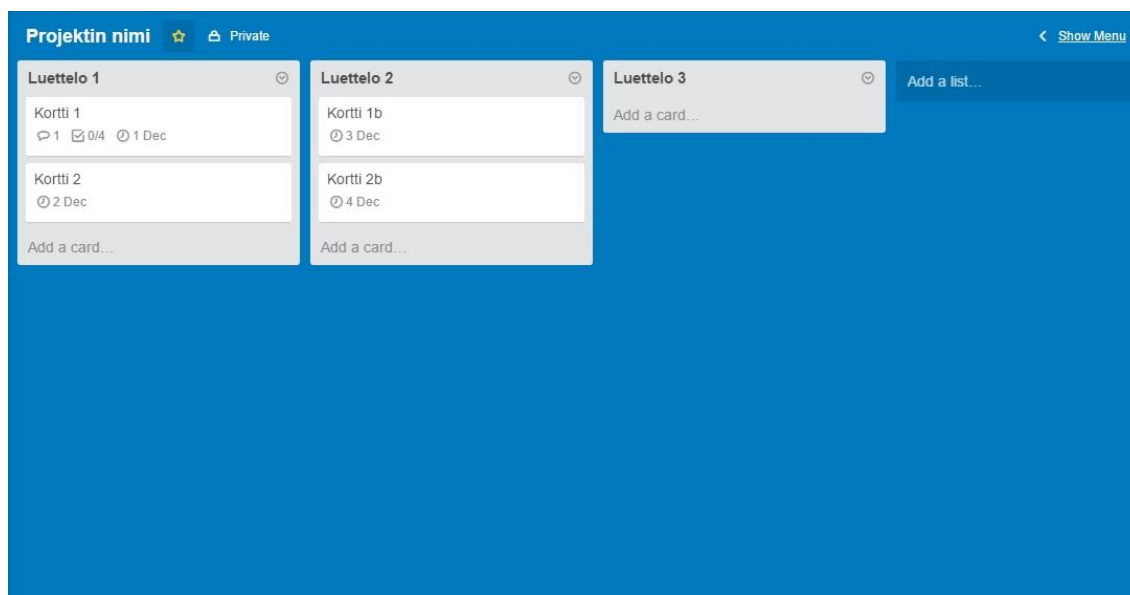 Projektin nimi Private Show Menu
Luettelo 1
Kortti 1
1 0/4 1 Dec
Kortti 2
2 Dec
Add a card...
Luettelo 2
Kortti 1b
3 Dec
Kortti 2b
4 Dec
Add a card...
Luettelo 3
Add a card...
Add a list...